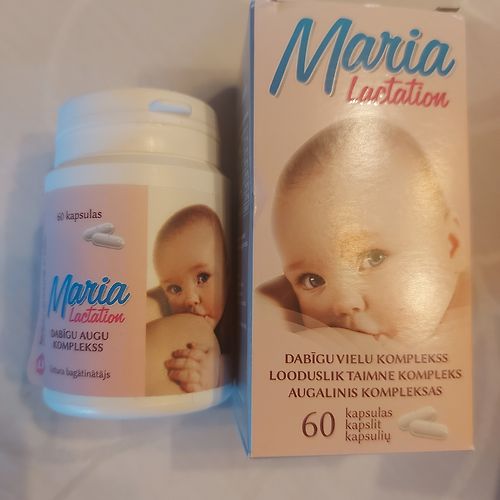 60 kapsulas
Maria
Lactation
DABĪGU AUGU
KOMPLEKSS
Uztura bagātinātājs
Maria
Lactation
DABĪGU VIELU KOMPLEKSS
LOODUSLIK TAIMNE KOMPLEKS
AUGALINIS KOMPLEKSAS
60 kapsulas
kapslit
kapsulių